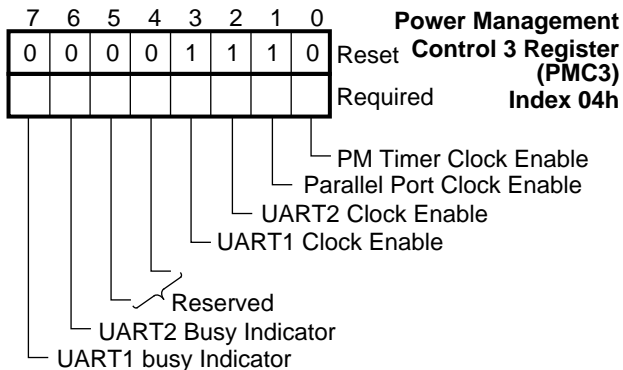 7 6 5 4 3 2 1 0
Power Management
0 0 0 0 1 1 1 0 Reset
Control 3 Register
(PMC3)
Required
Index 04h
PM Timer Clock Enable
Parallel Port Clock Enable
UART2 Clock Enable
UART1 Clock Enable
Reserved
UART2 Busy Indicator
UART1 busy Indicator